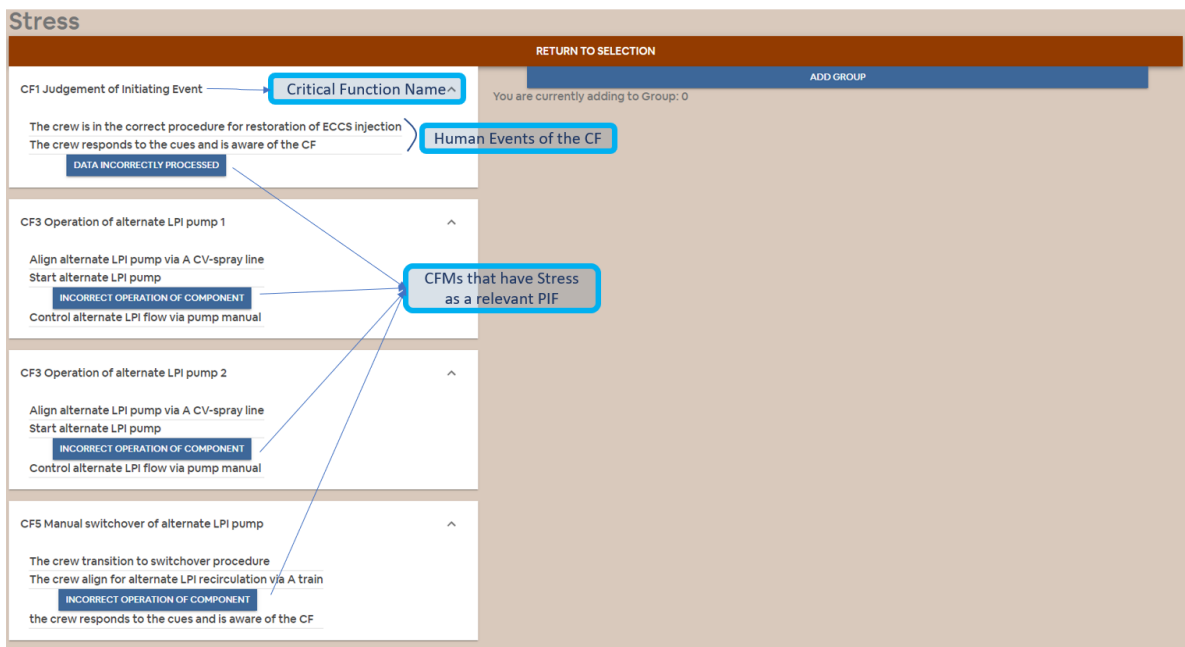 Stress
RETURN TO SELECTION
CF1 Judgement of Initiating Event
Critical Function Name
The crew is in the correct procedure for restoration of ECCS injection
The crew responds to the cues and is aware of the CF
Human Events of the CF
DATA INCORRECTLY PROCESSED
ADD GROUP
You are currently adding to Group: 0
CF3 Operation of alternate LPI pump 1
Align alternate LPI pump via A CV-spray line
Start alternate LPI pump
INCORRECT OPERATION OF COMPONENT
Control alternate LPI flow via pump manual
CFMs that have Stress
as a relevant PIF
CF3 Operation of alternate LPI pump 2
Align alternate LPI pump via A CV-spray line
Start alternate LPI pump
INCORRECT OPERATION OF COMPONENT
Control alternate LPI flow via pump manual
CF5 Manual switchover of alternate LPI pump
The crew transition to switchover procedure
The crew align for alternate LPI recirculation via A train
INCORRECT OPERATION OF COMPONENT
the crew responds to the cues and is aware of the CF